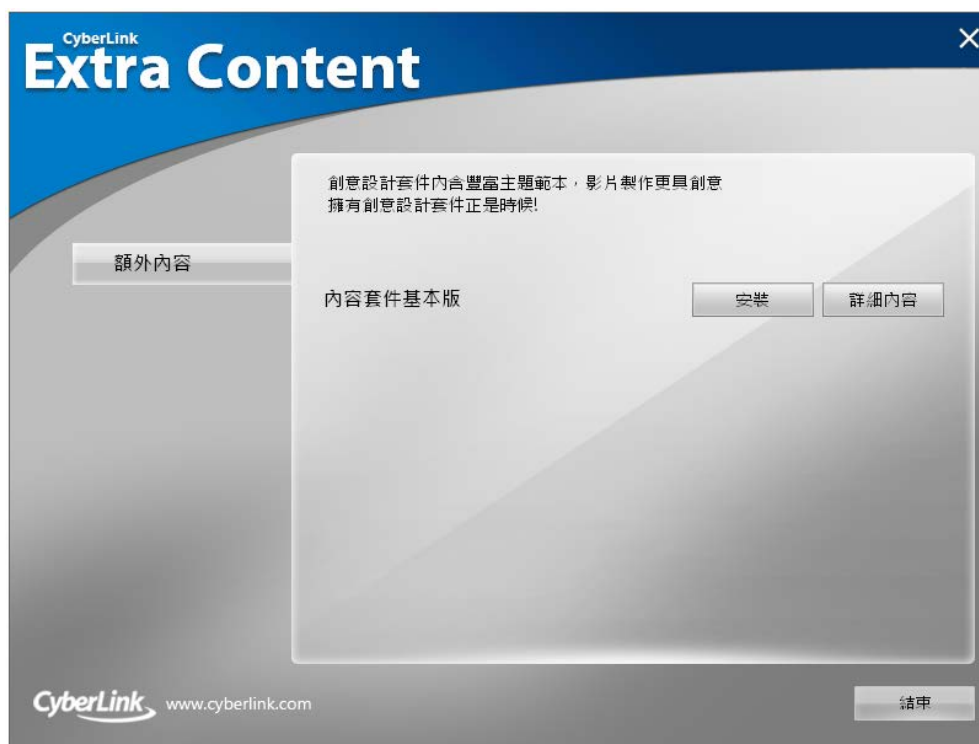 CyberLink
Extra Content
創意設計套件內含豐富主題範本，影片製作更具創意
擁有創意設計套件正是時候!
額外內容
內容套件基本版
安裝
詳細內容
CyberLink
www.cyberlink.com
結束